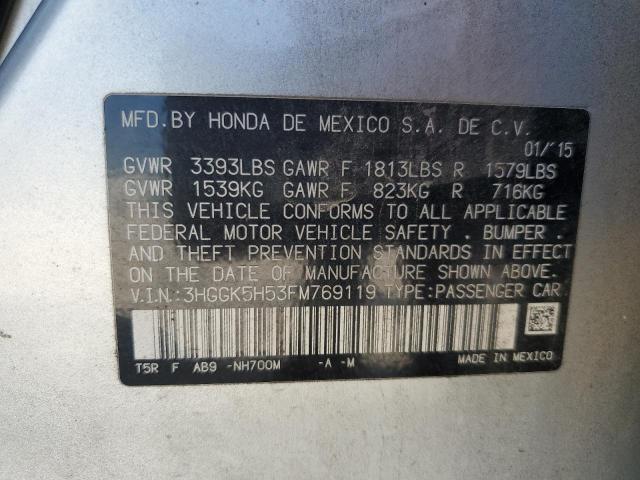 MFD.BY HONDA DE MEXICO S.A. DE C.V.
01/'15
GVWR 3393LBS GAWR F 1813LBS R 1579LBS
GVWR 1539KG GAWR F 823KG R 716KG
THIS VEHICLE CONFORMS TO ALL APPLICABLE
FEDERAL MOTOR VEHICLE SAFETY . BUMPER .
AND THEFT PREVENTION STANDARDS IN EFFECT
ON THE DATE OF MANUFACTURE SHOWN ABOVE.
V.I.N.:3HGGK5H53FM769119 TYPE:PASSENGER CAR
T5R F AB9 -NH700M -A -M MADE IN MEXICO